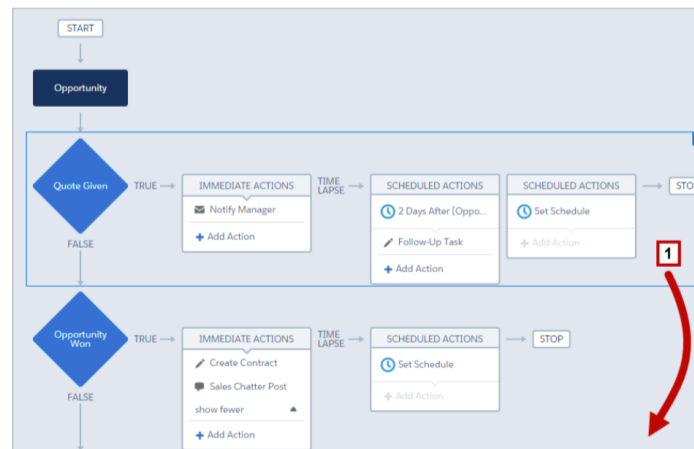 START
Opportunity
Quote Given
TRUE
IMMEDIATE ACTIONS
Notify Manager
+ Add Action
TIME
LAPSE
SCHEDULED ACTIONS
2 Days After [Oppo...
Follow-Up Task
+ Add Action
SCHEDULED ACTIONS
Set Schedule
+ Add Action
STO
FALSE
1
Opportunity
Won
TRUE
IMMEDIATE ACTIONS
Create Contract
Sales Chatter Post
show fewer
+ Add Action
TIME
LAPSE
SCHEDULED ACTIONS
Set Schedule
+ Add Action
STOP
FALSE